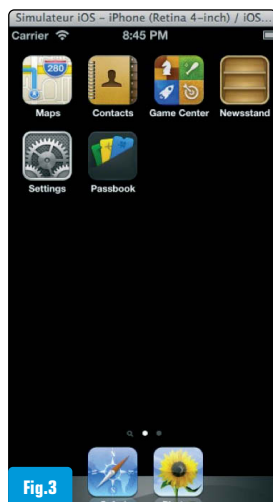 Simulateur iOS – iPhone (Retina 4-inch) / iOS...
Carrier 8:45 PM
280
Maps Contacts Game Center Newsstand
Settings Passbook
Fig.3